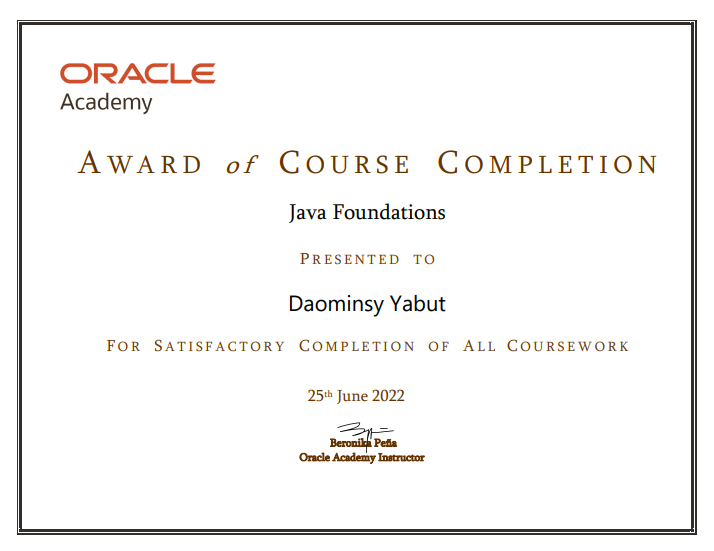 ORACLE
Academy
AWARD of COURSE COMPLETION
Java Foundations
PRESENTED TO
Daominsy Yabut
FOR SATISFACTORY COMPLETION OF ALL COURSEWORK
25th June 2022
Beronika Peña
Oracle Academy Instructor